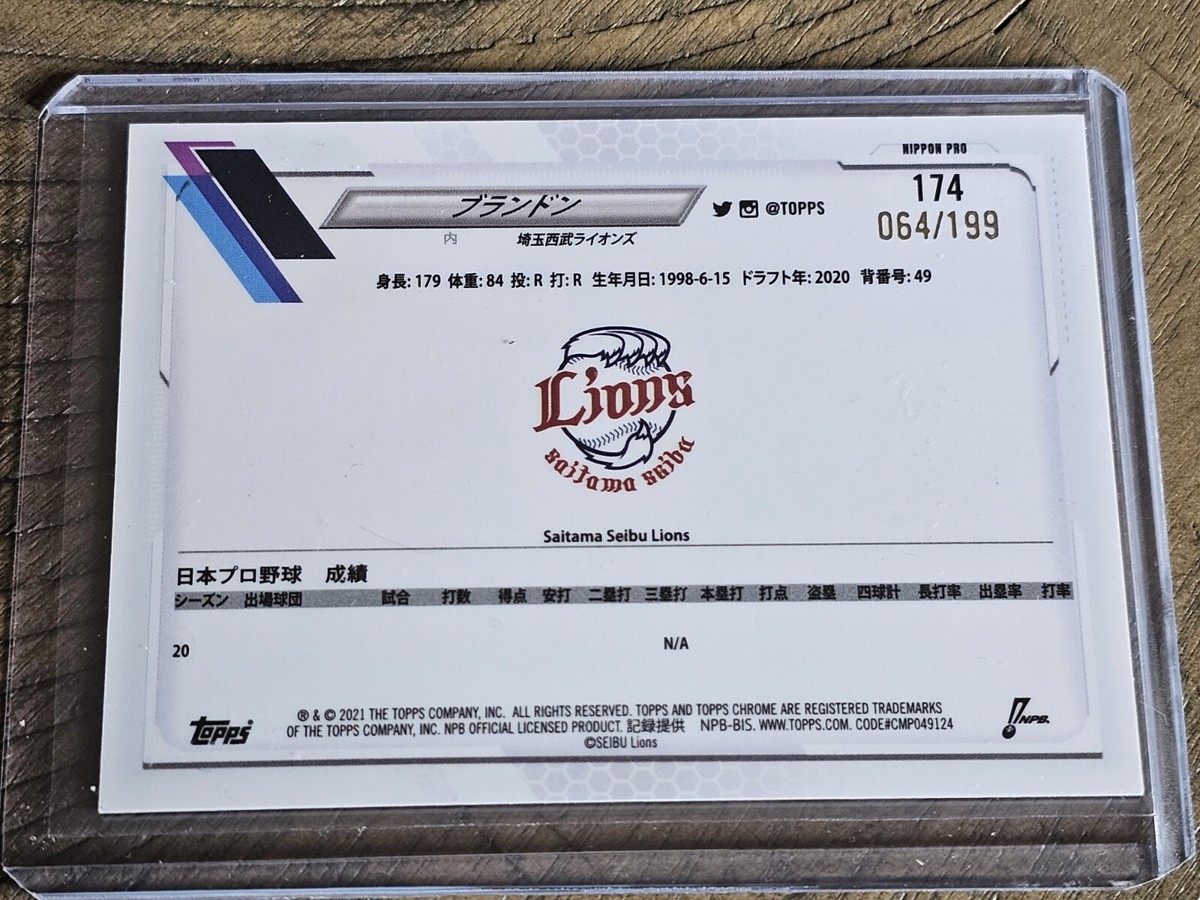 NIPPON PRO
174
064/199
ブランドン
@TOPPS
内 埼玉西武ライオンズ
身長: 179 体重: 84 投: R 打: R 生年月日: 1998-6-15 ドラフト年: 2020 背番号: 49
Lions
Saitama Seibu
Saitama Seibu Lions
日本プロ野球 成績
シーズン 出場球団 試合 打数 得点 安打 二塁打 三塁打 本塁打 打点 盗塁 四球計 長打率 出塁率 打率
20 N/A
® & © 2021 THE TOPPS COMPANY, INC. ALL RIGHTS RESERVED. TOPPS AND TOPPS CHROME ARE REGISTERED TRADEMARKS
OF THE TOPPS COMPANY, INC. NPB OFFICIAL LICENSED PRODUCT. 記録提供 NPB-BIS. WWW.TOPPS.COM. CODE#CMP049124
©SEIBU Lions
Topps
NPB.